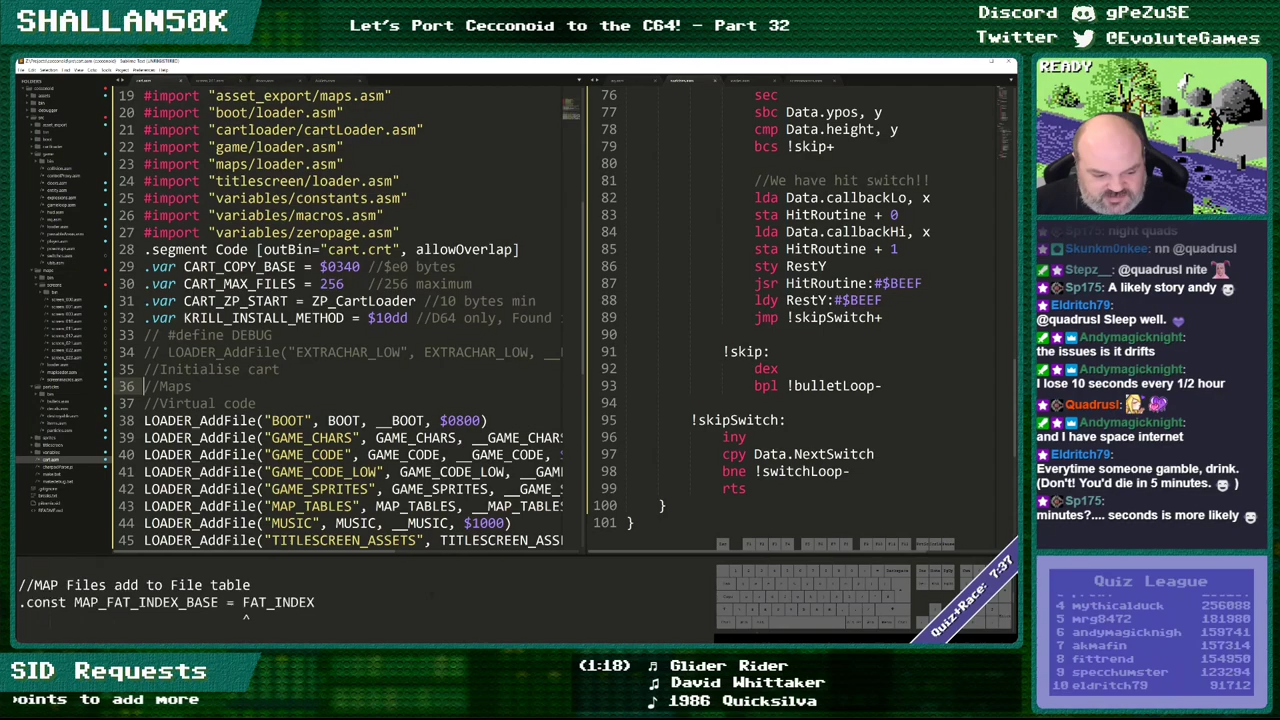 SHALLAN50K
Let's Port Cecconoid to the C64! - Part 32
Discord gPeZuSE
Twitter @EvoluteGames
READY
19 #import "asset_export/maps.asm"
20 #import "boot/loader.asm"
21 #import "cartloader/cartLoader.asm"
22 #import "game/loader.asm"
23 #import "maps/loader.asm"
24 #import "titlescreen/loader.asm"
25 #import "variables/constants.asm"
26 #import "variables/macros.asm"
27 #import "variables/zeropage.asm"
28 .segment Code [outBin="cart.crt", allowOverlap]
29 .var CART_COPY_BASE = $0340 //$e0 bytes
30 .var CART_MAX_FILES = 256 //256 maximum
31 .var CART_ZP_START = ZP_CartLoader //10 bytes min
32 .var KRILL_INSTALL_METHOD = $10dd //D64 only, Found
33 // #define DEBUG
34 // LOADER_AddFile("EXTRACHAR_LOW", EXTRACHAR_LOW, __
35 //Initialise cart
36 //Maps
37 //Virtual code
38 LOADER_AddFile("BOOT", BOOT, __BOOT, $0800)
39 LOADER_AddFile("GAME_CHARS", GAME_CHARS, __GAME_CHARS,
40 LOADER_AddFile("GAME_CODE", GAME_CODE, __GAME_CODE, $
41 LOADER_AddFile("GAME_CODE_LOW", GAME_CODE_LOW, __GAME
42 LOADER_AddFile("GAME_SPRITES", GAME_SPRITES, __GAME_S
43 LOADER_AddFile("MAP_TABLES", MAP_TABLES, __MAP_TABLES
44 LOADER_AddFile("MUSIC", MUSIC, __MUSIC, $1000)
45 LOADER_AddFile("TITLESCREEN_ASSETS", TITLESCREEN_ASSE
76 sec
77 sbc Data.ypos, y
78 cmp Data.height, y
79 bcs !skip+
80
81 //We have hit switch!!
82 lda Data.callbackLo, x
83 sta HitRoutine + 0
84 lda Data.callbackHi, x
85 sta HitRoutine + 1
86 sty RestY
87 jsr HitRoutine:#$BEEF
88 ldy RestY:#$BEEF
89 jmp !skipSwitch+
90
91 !skip:
92 dex
93 bpl !bulletLoop-
94
95 !skipSwitch:
96 iny
97 cpy Data.NextSwitch
98 bne !switchLoop-
99 rts
100 }
101 }
//MAP Files add to File table
.const MAP_FAT_INDEX_BASE = FAT_INDEX
^
Quiz+Race: 7:37
Sp175: night quads
Skunkm0nkee: nn @quadrusl
Stepz__: @quadrusl nite
Sp175: A likely story andy
Eldritch79:
@quadrusl Sleep well.
Andymagicknight:
the issues is it drifts
Andymagicknight:
I lose 10 seconds every 1/2 hour
Quadrusl:
Andymagicknight:
and I have space internet
Eldritch79:
Everytime someone gamble, drink.
(Don't! You'd die in 5 minutes.
)
Sp175:
minutes?.... seconds is more likely
Quiz League
4 mythicalduck 256088
5 mrg8472 181980
6 andymagicknigh 159741
7 akmafin 157314
8 fittrend 154950
9 specchumster 123294
10 eldritch79 91712
SID Requests
points to add more
(1:18) Glider Rider
David Whittaker
1986 Quicksilva